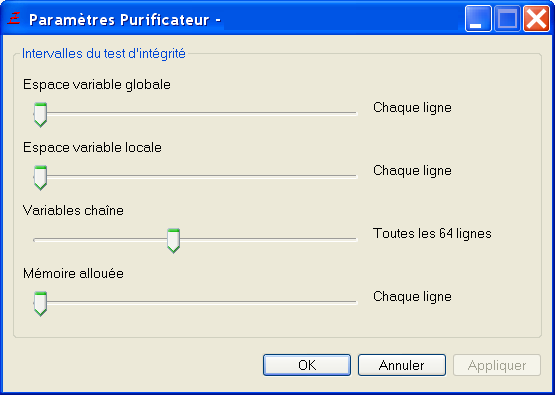 Paramètres Purificateur -
Intervalles du test d'intégrité
Espace variable globale
Chaque ligne
Espace variable locale
Chaque ligne
Variables chaîne
Toutes les 64 lignes
Mémoire allouée
Chaque ligne
OK
Annuler
Appliquer